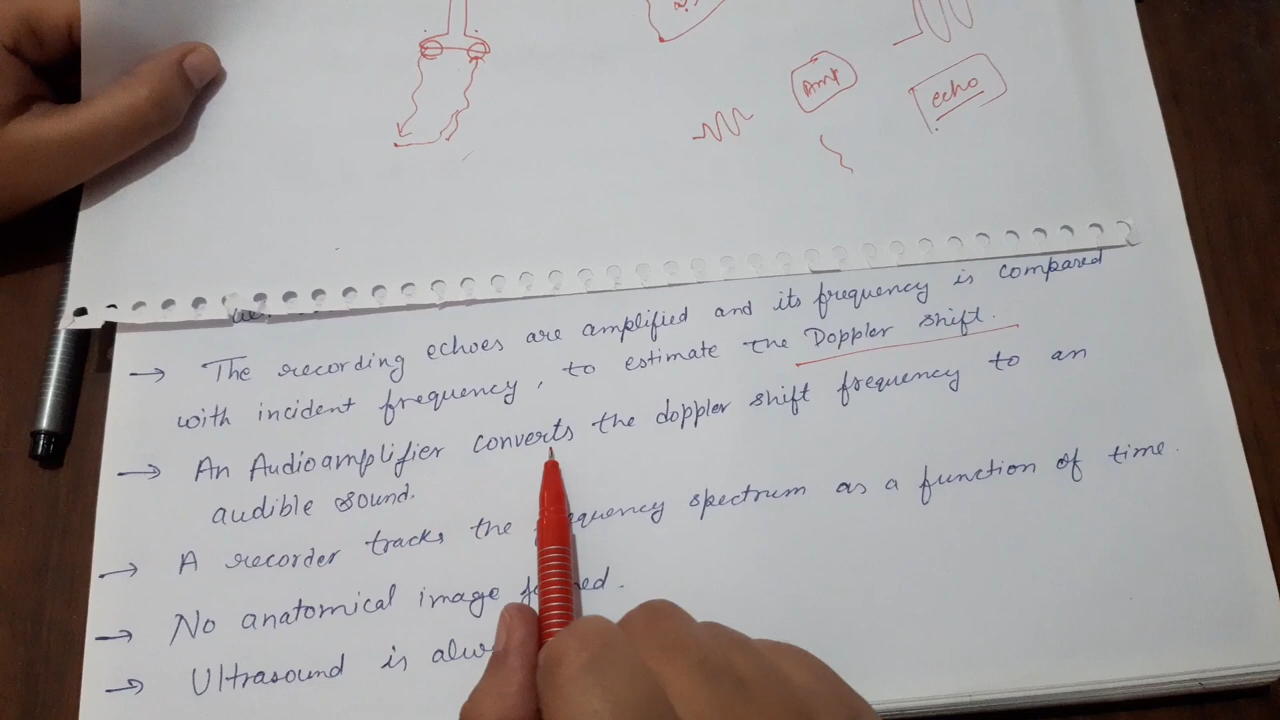 Amp
echo
→ The recording echoes are amplified and its frequency is compared
with incident frequency, to estimate the Doppler shift.
→ An Audioamplifier converts the doppler shift frequency to an
audible sound.
→ A recorder tracks the frequency spectrum as a function of time.
→ No anatomical image formed.
→ Ultrasound is